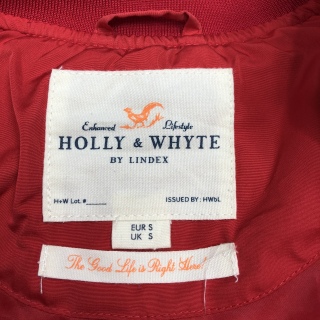 Enhanced Lifestyle
HOLLY & WHYTE
BY LINDEX
H+W Lot. #
ISSUED BY: HWbL
EUR S
UK S
The Good Life is Right Here!